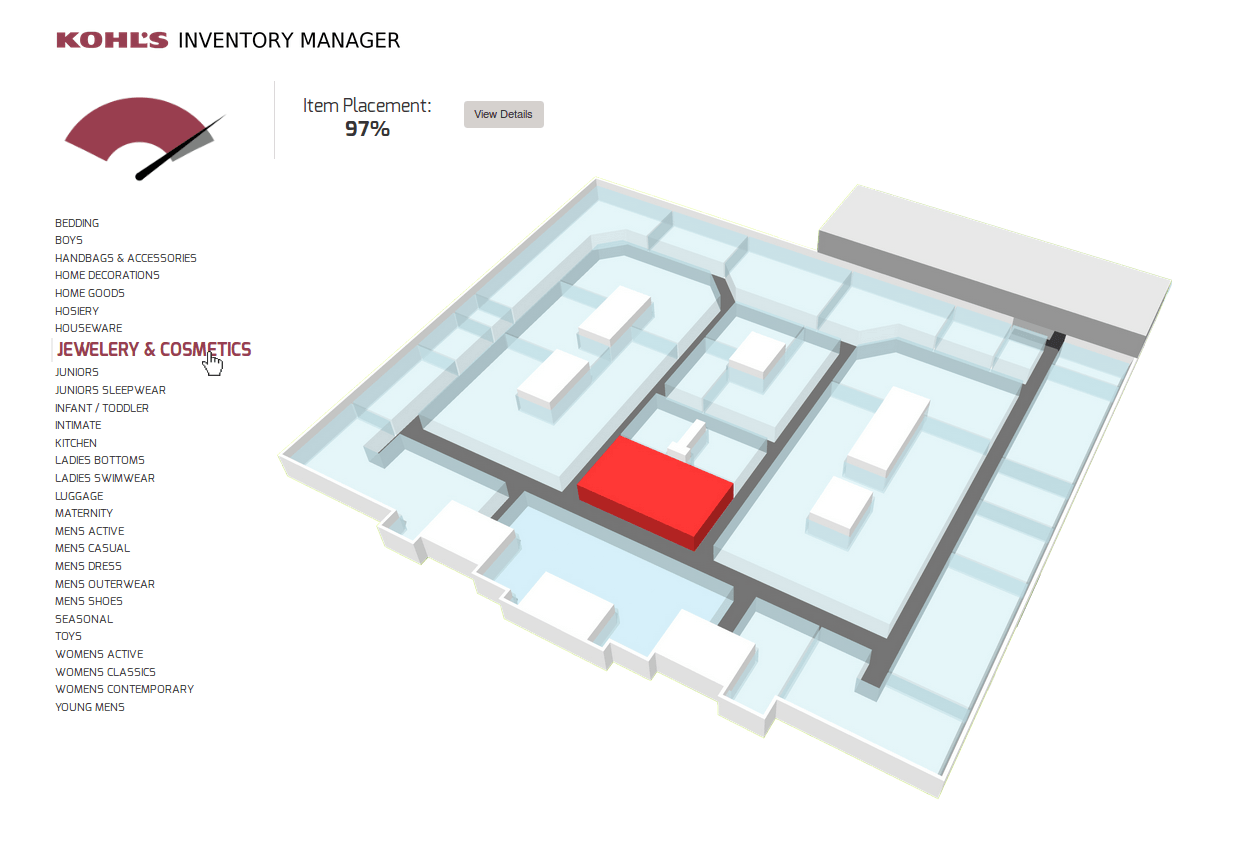 KOHL'S INVENTORY MANAGER
Item Placement:
97%
View Details
BEDDING
BOYS
HANDBAGS & ACCESSORIES
HOME DECORATIONS
HOME GOODS
HOSIERY
HOUSEWARE
JEWELERY & COSMETICS
JUNIORS
JUNIORS SLEEPWEAR
INFANT / TODDLER
INTIMATE
KITCHEN
LADIES BOTTOMS
LADIES SWIMWEAR
LUGGAGE
MATERNITY
MENS ACTIVE
MENS CASUAL
MENS DRESS
MENS OUTERWEAR
MENS SHOES
SEASONAL
TOYS
WOMENS ACTIVE
WOMENS CLASSICS
WOMENS CONTEMPORARY
YOUNG MENS